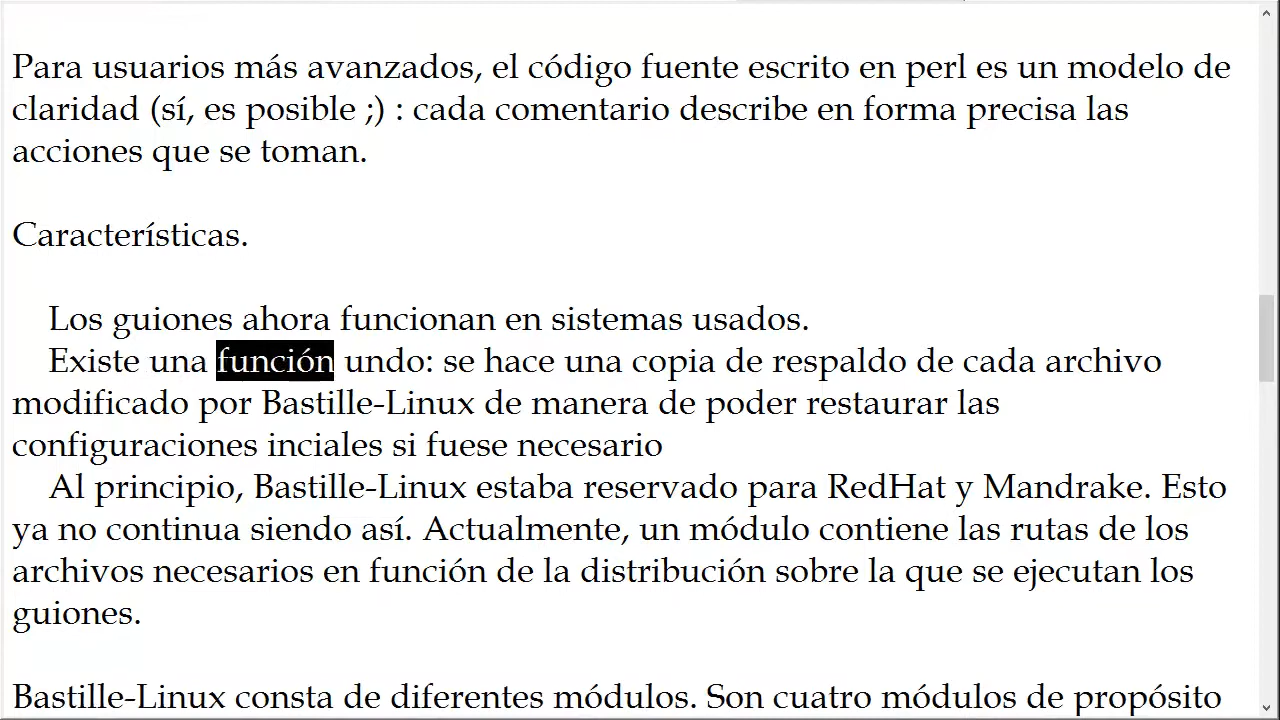 Para usuarios más avanzados, el código fuente escrito en perl es un modelo de
claridad (sí, es posible ;) : cada comentario describe en forma precisa las
acciones que se toman.
Características.
Los guiones ahora funcionan en sistemas usados.
Existe una función undo: se hace una copia de respaldo de cada archivo
modificado por Bastille-Linux de manera de poder restaurar las
configuraciones inciales si fuese necesario
Al principio, Bastille-Linux estaba reservado para RedHat y Mandrake. Esto
ya no continua siendo así. Actualmente, un módulo contiene las rutas de los
archivos necesarios en función de la distribución sobre la que se ejecutan los
guiones.
Bastille-Linux consta de diferentes módulos. Son cuatro módulos de propósito